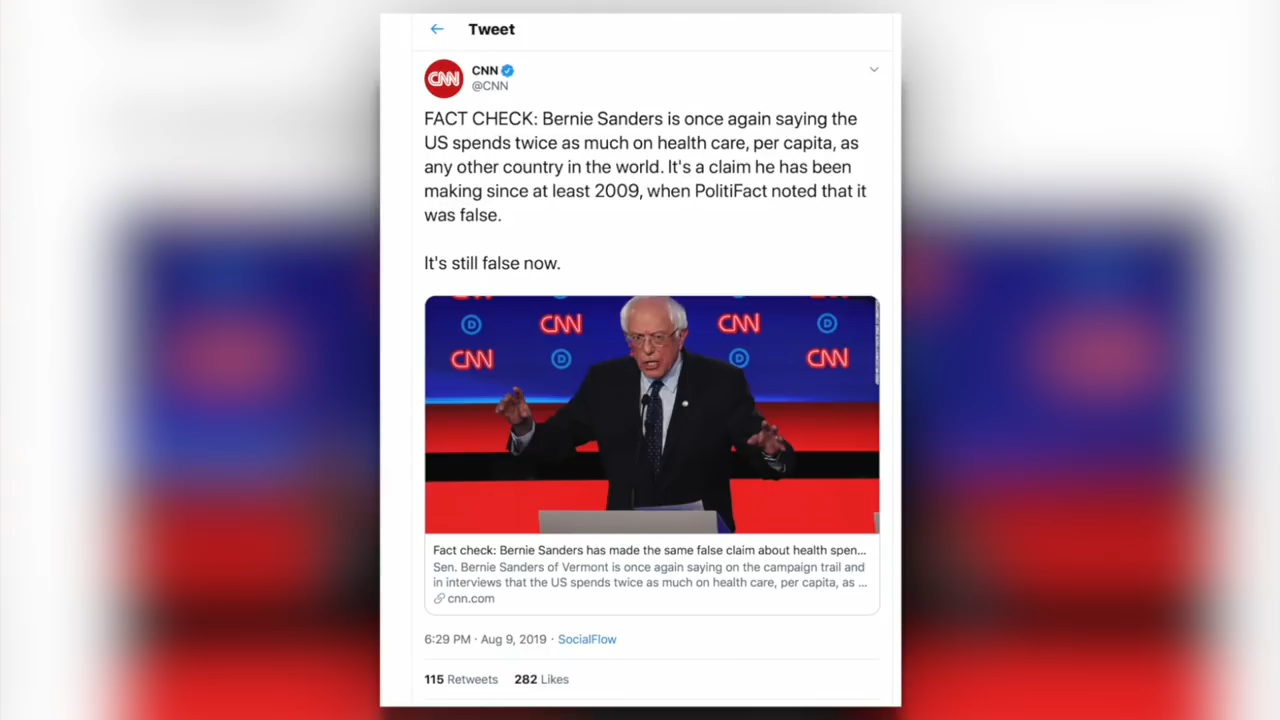 Tweet
CNN
CNN
@CNN
FACT CHECK: Bernie Sanders is once again saying the
US spends twice as much on health care, per capita, as
any other country in the world. It's a claim he has been
making since at least 2009, when PolitiFact noted that it
was false.
It's still false now.
D CNN CNN D
CNN D D CNN
Fact check: Bernie Sanders has made the same false claim about health spen...
Sen. Bernie Sanders of Vermont is once again saying on the campaign trail and
in interviews that the US spends twice as much on health care, per capita, as ...
cnn.com
6:29 PM · Aug 9, 2019 · SocialFlow
115 Retweets 282 Likes